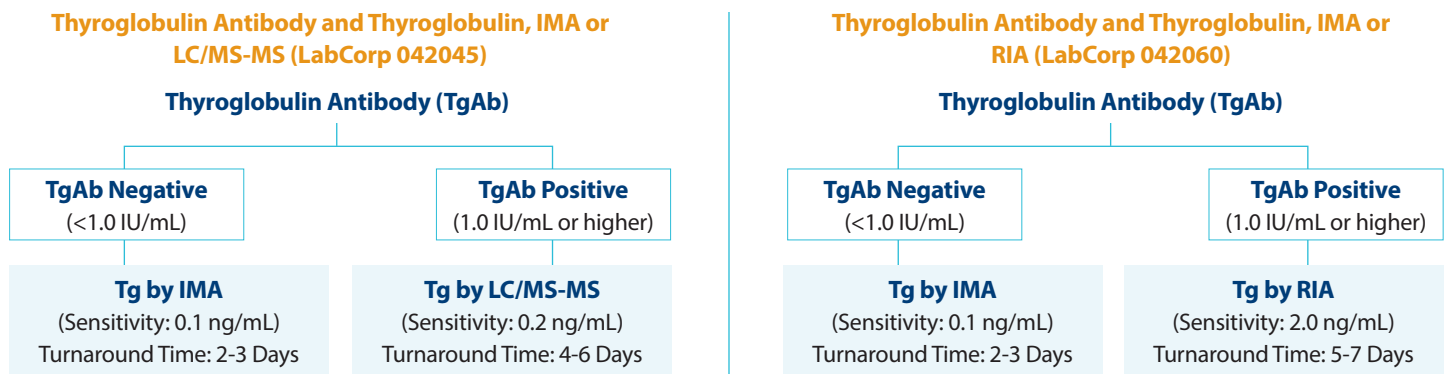 Thyroglobulin Antibody and Thyroglobulin, IMA or
LC/MS-MS (LabCorp 042045)
Thyroglobulin Antibody (TgAb)
TgAb Negative
(<1.0 IU/mL)
TgAb Positive
(1.0 IU/mL or higher)
Tg by IMA
(Sensitivity: 0.1 ng/mL)
Turnaround Time: 2-3 Days
Tg by LC/MS-MS
(Sensitivity: 0.2 ng/mL)
Turnaround Time: 4-6 Days
Thyroglobulin Antibody and Thyroglobulin, IMA or
RIA (LabCorp 042060)
Thyroglobulin Antibody (TgAb)
TgAb Negative
(<1.0 IU/mL)
TgAb Positive
(1.0 IU/mL or higher)
Tg by IMA
(Sensitivity: 0.1 ng/mL)
Turnaround Time: 2-3 Days
Tg by RIA
(Sensitivity: 2.0 ng/mL)
Turnaround Time: 5-7 Days